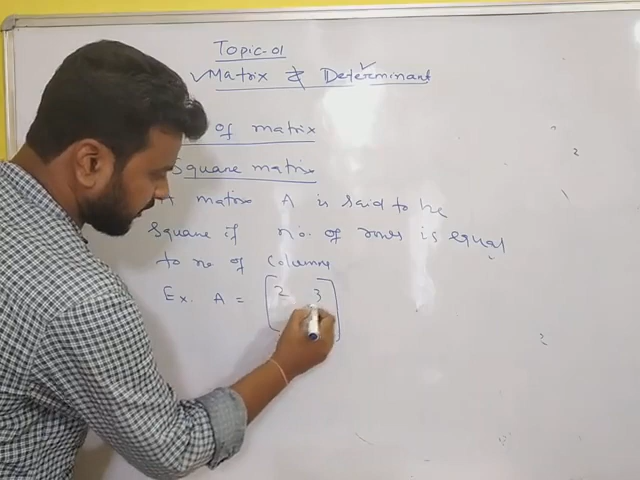 Topic-01
✓Matrix & Determinant
of matrix
Square matrix
A matrix A is said to be
square if no. of rows is equal
to no of columns
Ex. A = [2 3